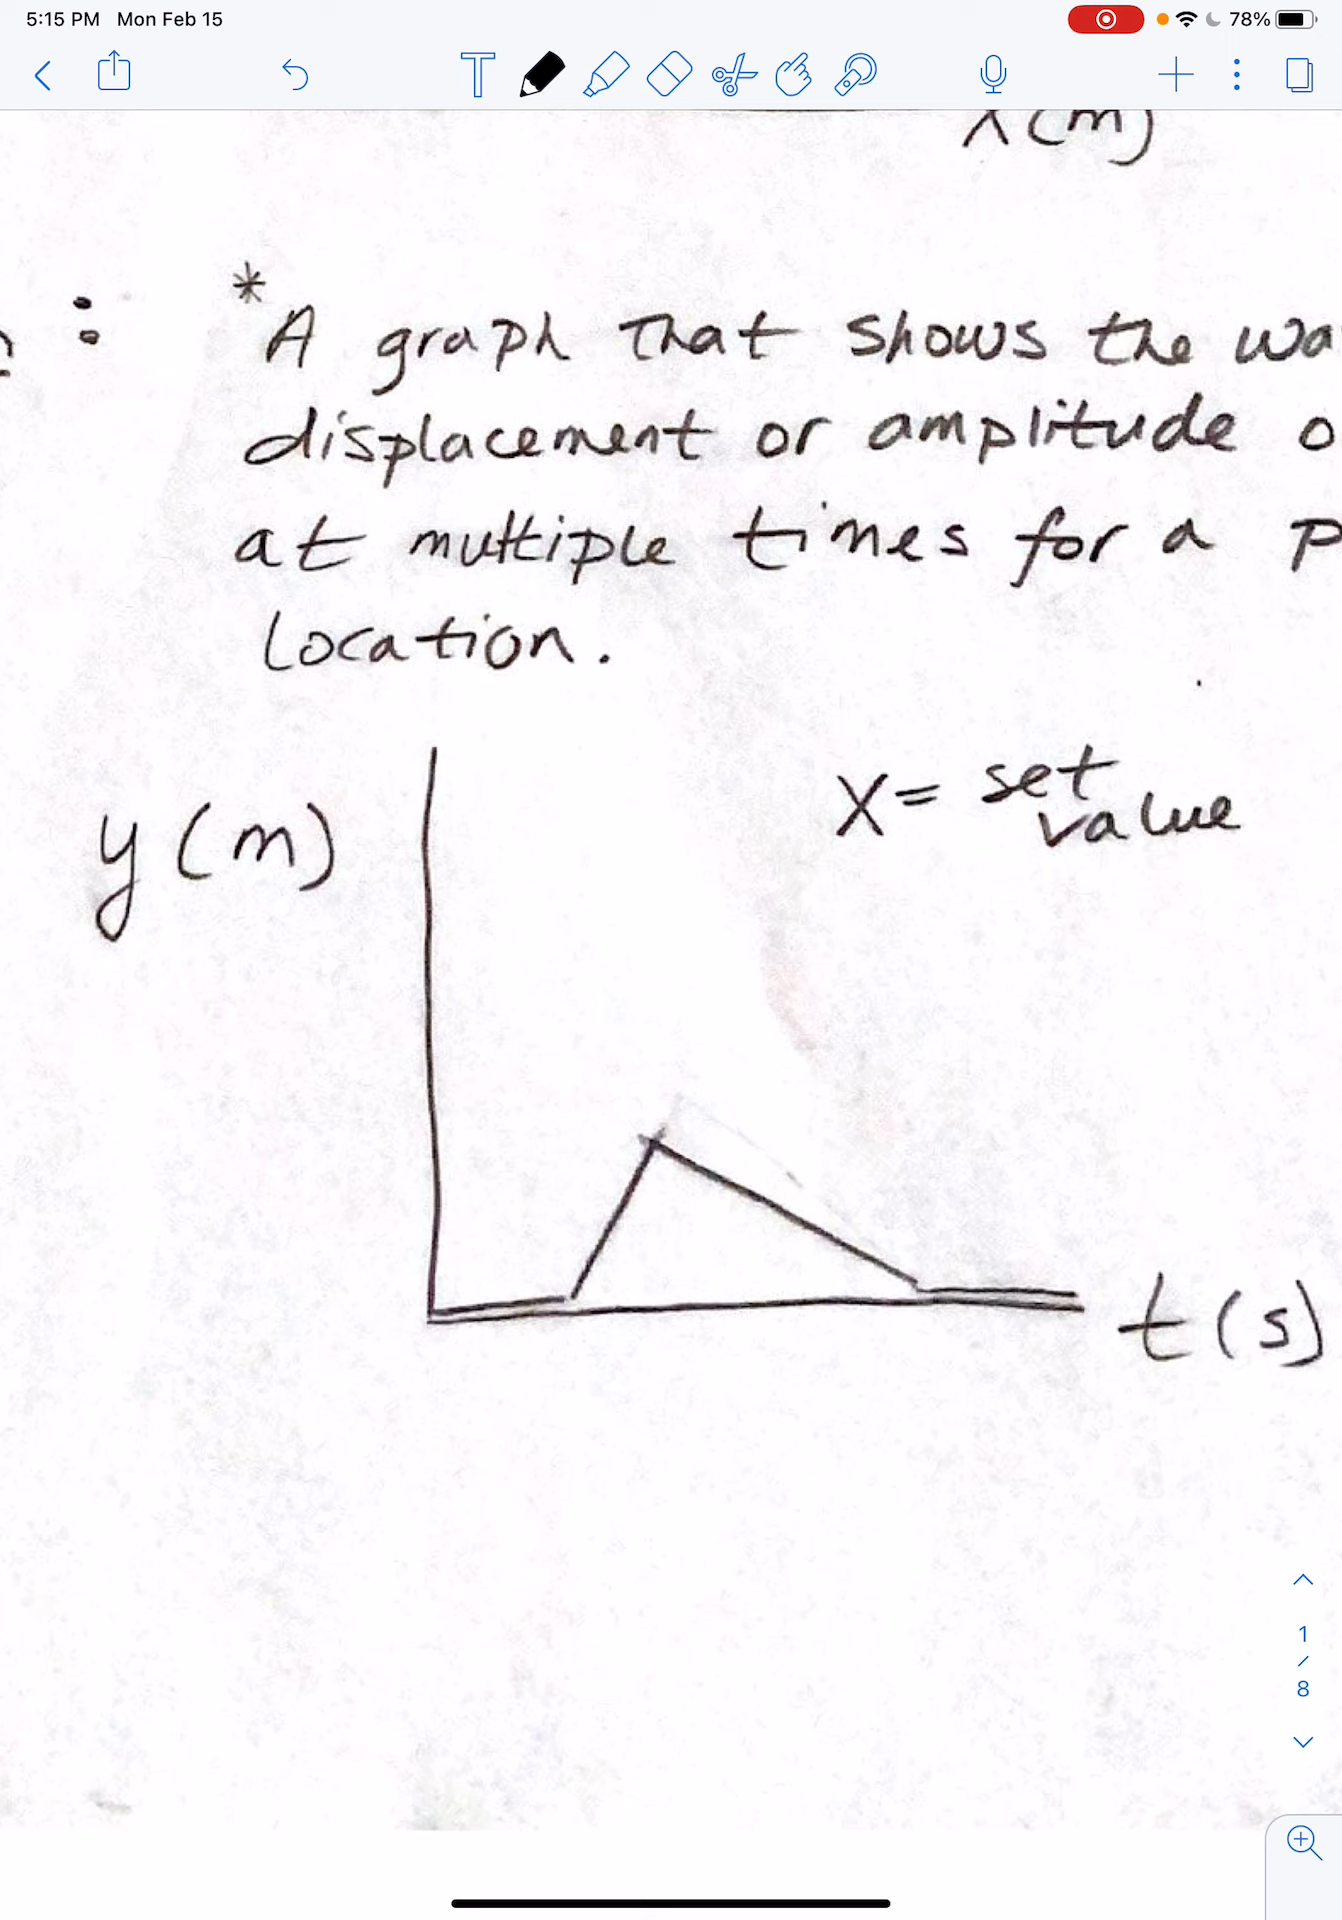 5:15 PM Mon Feb 15
78%
T
x (m)
:
*
A graph that shows the wa
displacement or amplitude o
at multiple times for a p
location.
x = set
value
y (m)
t (s)
1
/
8